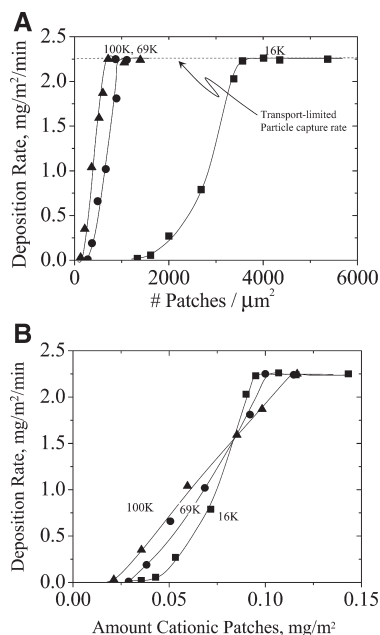 A
Deposition Rate, mg/m²/min
2.5
2.0
1.5
1.0
0.5
0.0
100K, 69K
16K
Transport-limited
Particle capture rate
0 2000 4000 6000
# Patches / µm²
B
Deposition Rate, mg/m²/min
2.5
2.0
1.5
1.0
0.5
0.0
100K
69K
16K
0.00 0.05 0.10 0.15
Amount Cationic Patches, mg/m²